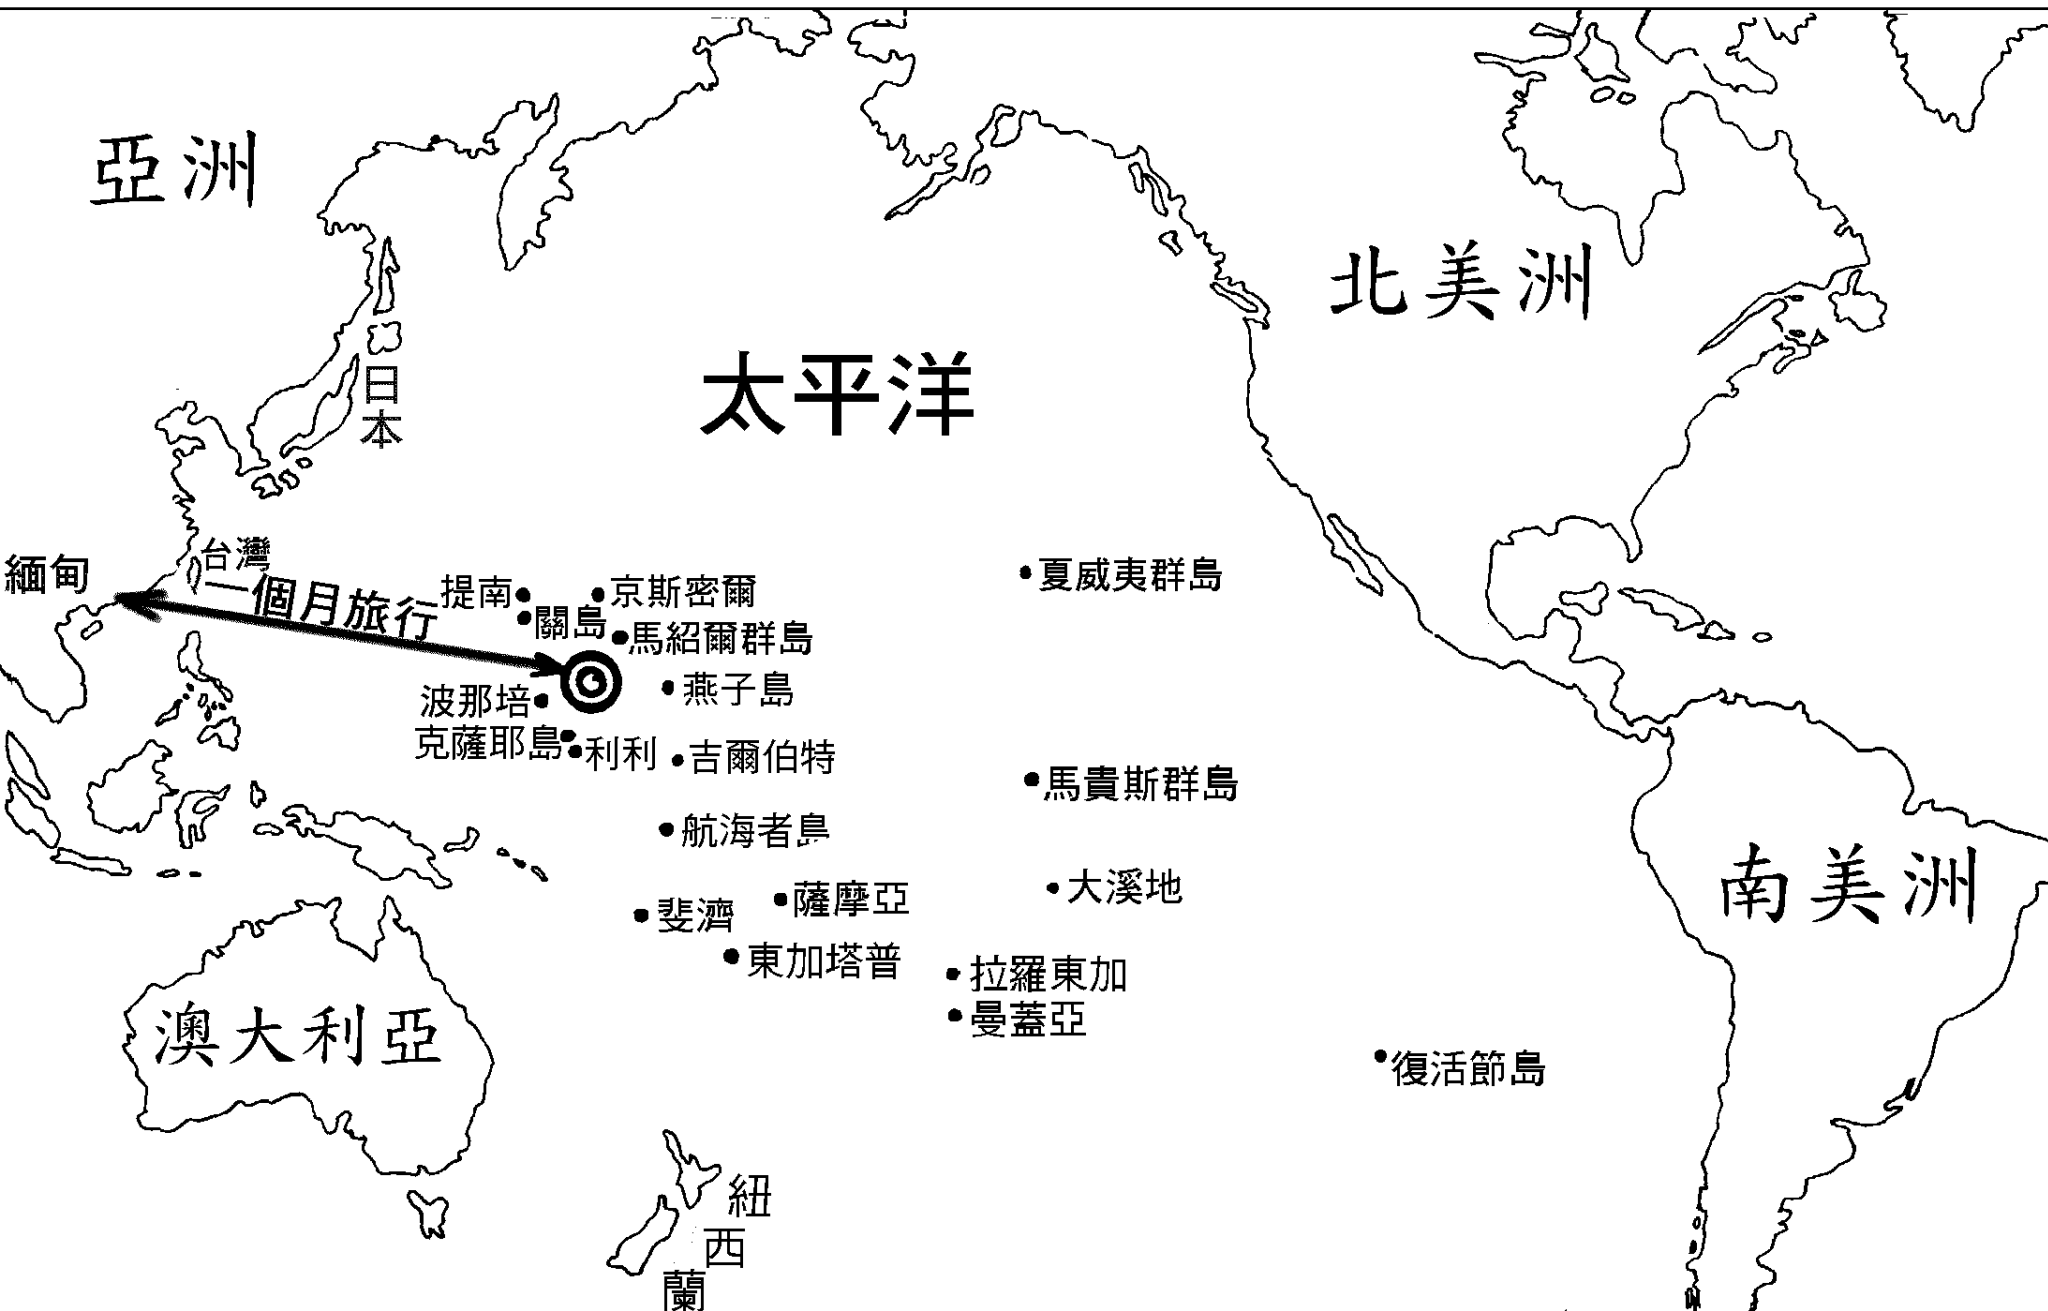 亞洲
北美洲
太平洋
日本
台灣
緬甸
一個月旅行
提南
京斯密爾
夏威夷群島
關島
馬紹爾群島
燕子島
波那培
克薩耶島
利利
吉爾伯特
馬貴斯群島
航海者島
南美洲
大溪地
薩摩亞
斐濟
東加塔普
拉羅東加
曼蓋亞
澳大利亞
復活節島
紐西蘭